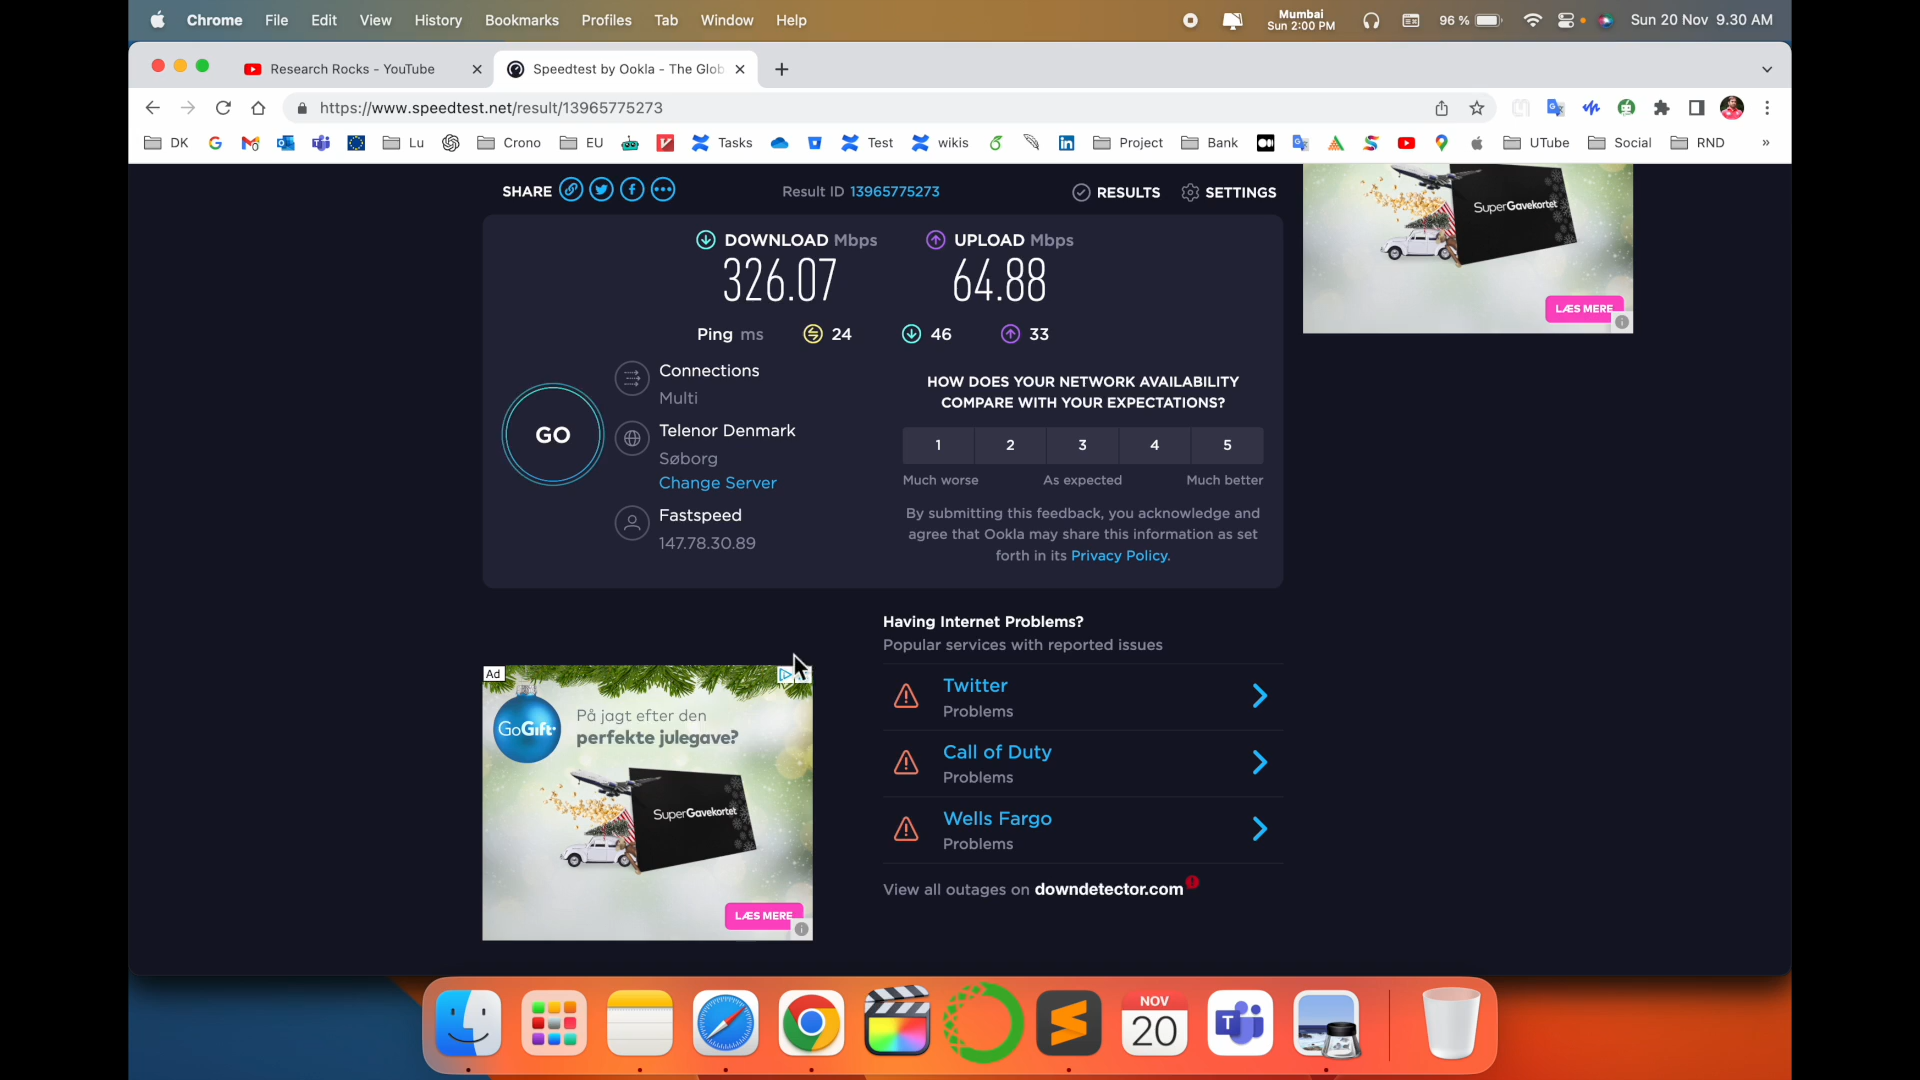 Chrome File Edit View History Bookmarks Profiles Tab Window Help
Mumbai
Sun 2:00 PM
96 %
Sun 20 Nov 9.30 AM
Research Rocks - YouTube
Speedtest by Ookla - The Glob
https://www.speedtest.net/result/13965775273
DK Lu Crono EU Tasks Test wikis Project Bank UTube Social RND »
SHARE
Result ID 13965775273
RESULTS
SETTINGS
SuperGavekortet
LÆS MERE
DOWNLOAD Mbps
326.07
UPLOAD Mbps
64.88
Ping ms 24 46 33
GO
Connections
Multi
Telenor Denmark
Søborg
Change Server
Fastspeed
147.78.30.89
HOW DOES YOUR NETWORK AVAILABILITY
COMPARE WITH YOUR EXPECTATIONS?
1 2 3 4 5
Much worse As expected Much better
By submitting this feedback, you acknowledge and
agree that Ookla may share this information as set
forth in its Privacy Policy.
Ad
GoGift
På jagt efter den
perfekte julegave?
SuperGavekortet
LÆS MERE
Having Internet Problems?
Popular services with reported issues
Twitter
Problems
Call of Duty
Problems
Wells Fargo
Problems
View all outages on downdetector.com
NOV
20
T